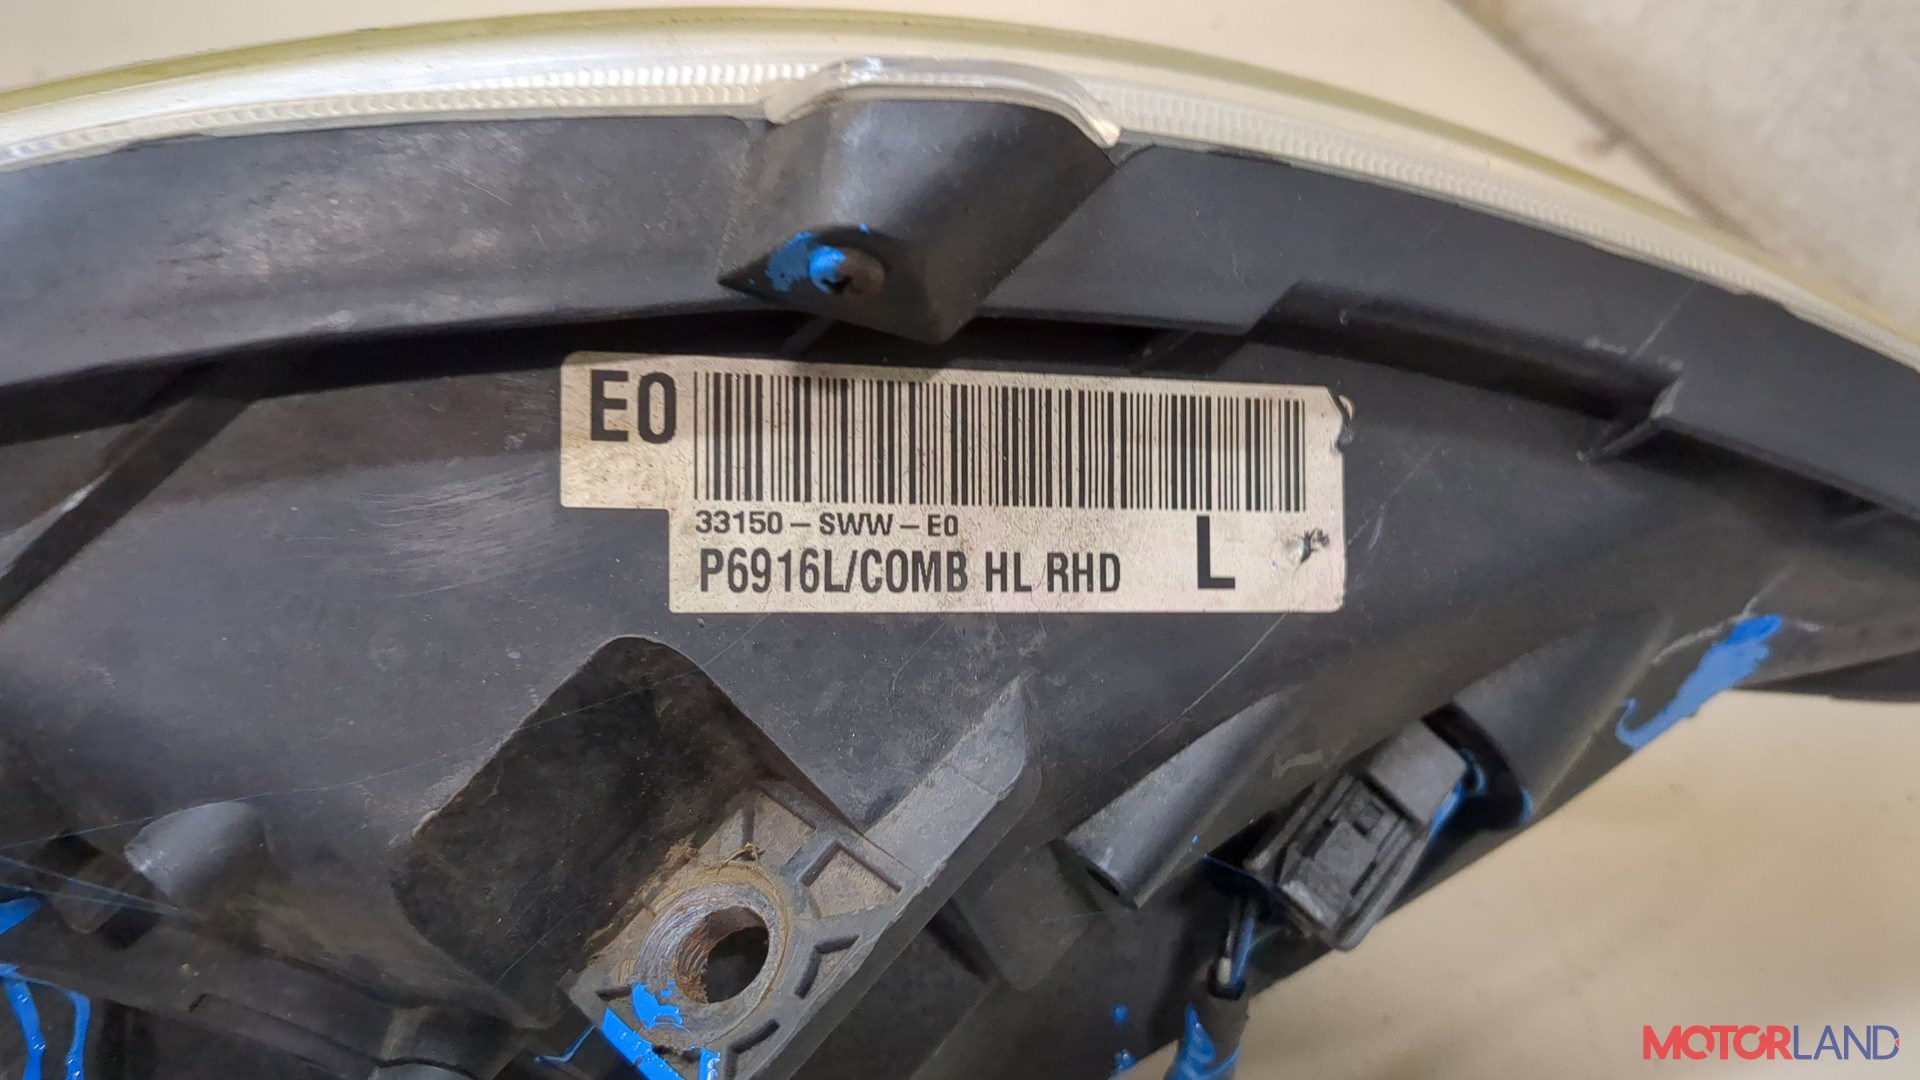 E0
33150-SWW-E0
P6916L/COMB HL RHD L
MOTORLAND